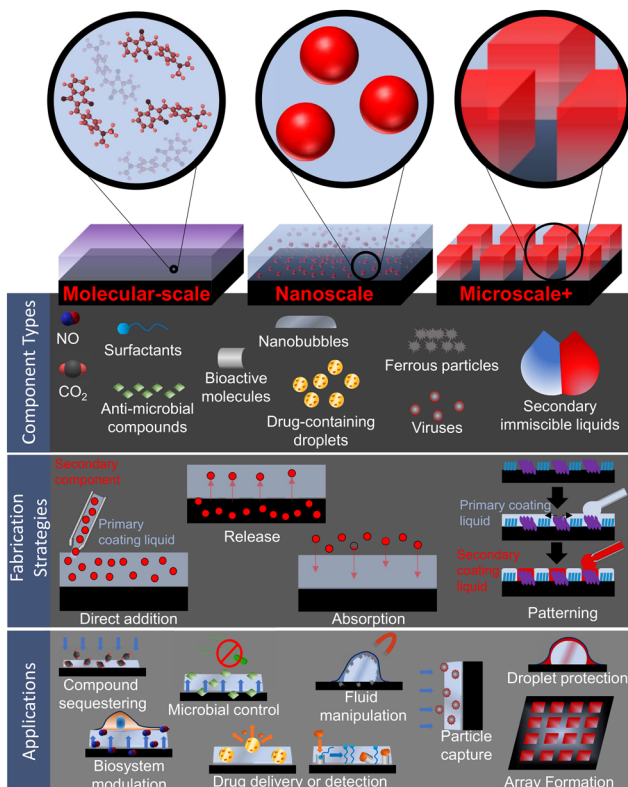 Molecular-scale
Nanoscale
Microscale+
Component Types
NO
CO2
Surfactants
Anti-microbial
compounds
Bioactive
molecules
Nanobubbles
Drug-containing
droplets
Ferrous particles
Viruses
Secondary
immiscible liquids
Fabrication
Strategies
Secondary
component
Primary
coating liquid
Direct addition
Release
Absorption
Primary coating
liquid
Secondary
coating
liquid
Patterning
Applications
Compound
sequestering
Biosystem
modulation
Microbial control
Drug delivery or detection
Fluid
manipulation
Particle
capture
Droplet protection
Array Formation